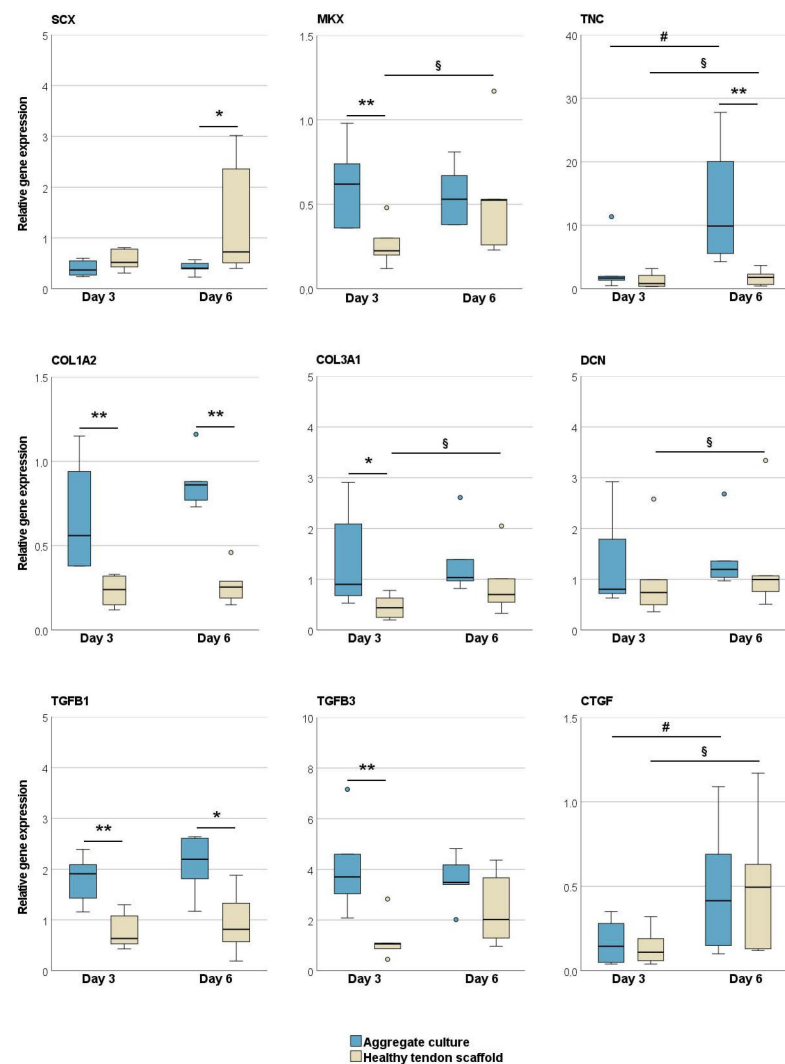 SCX
MKX
TNC
Relative gene expression
5
4
3
2
1
0
*
Day 3
Day 6
1.5
1.0
0.5
0.0
**
§
Day 3
Day 6
40
30
20
10
0
#
§
**
Day 3
Day 6
COL1A2
COL3A1
DCN
Relative gene expression
1.5
1.0
0.5
0.0
**
**
Day 3
Day 6
5
4
3
2
1
0
*
§
Day 3
Day 6
5
4
3
2
1
0
§
Day 3
Day 6
TGFB1
TGFB3
CTGF
Relative gene expression
5
4
3
2
1
0
**
*
Day 3
Day 6
10
8
6
4
2
0
**
Day 3
Day 6
1.5
1.0
0.5
0.0
#
§
Day 3
Day 6
Aggregate culture
Healthy tendon scaffold